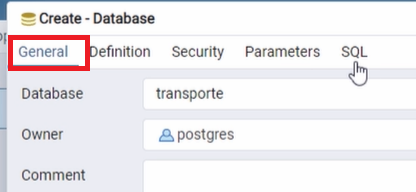 Create - Database
General Definition Security Parameters SQL
Database transporte
Owner postgres
Comment